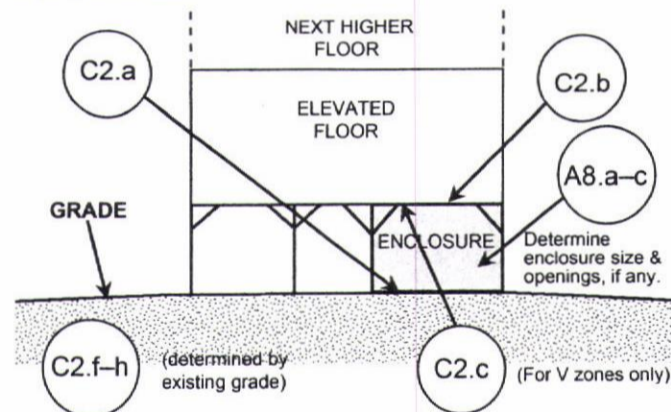 NEXT HIGHER
FLOOR
C2.a
C2.b
ELEVATED
FLOOR
A8.a–c
GRADE
ENCLOSURE
Determine
enclosure size &
openings, if any.
C2.f–h
(determined by
existing grade)
C2.c
(For V zones only)